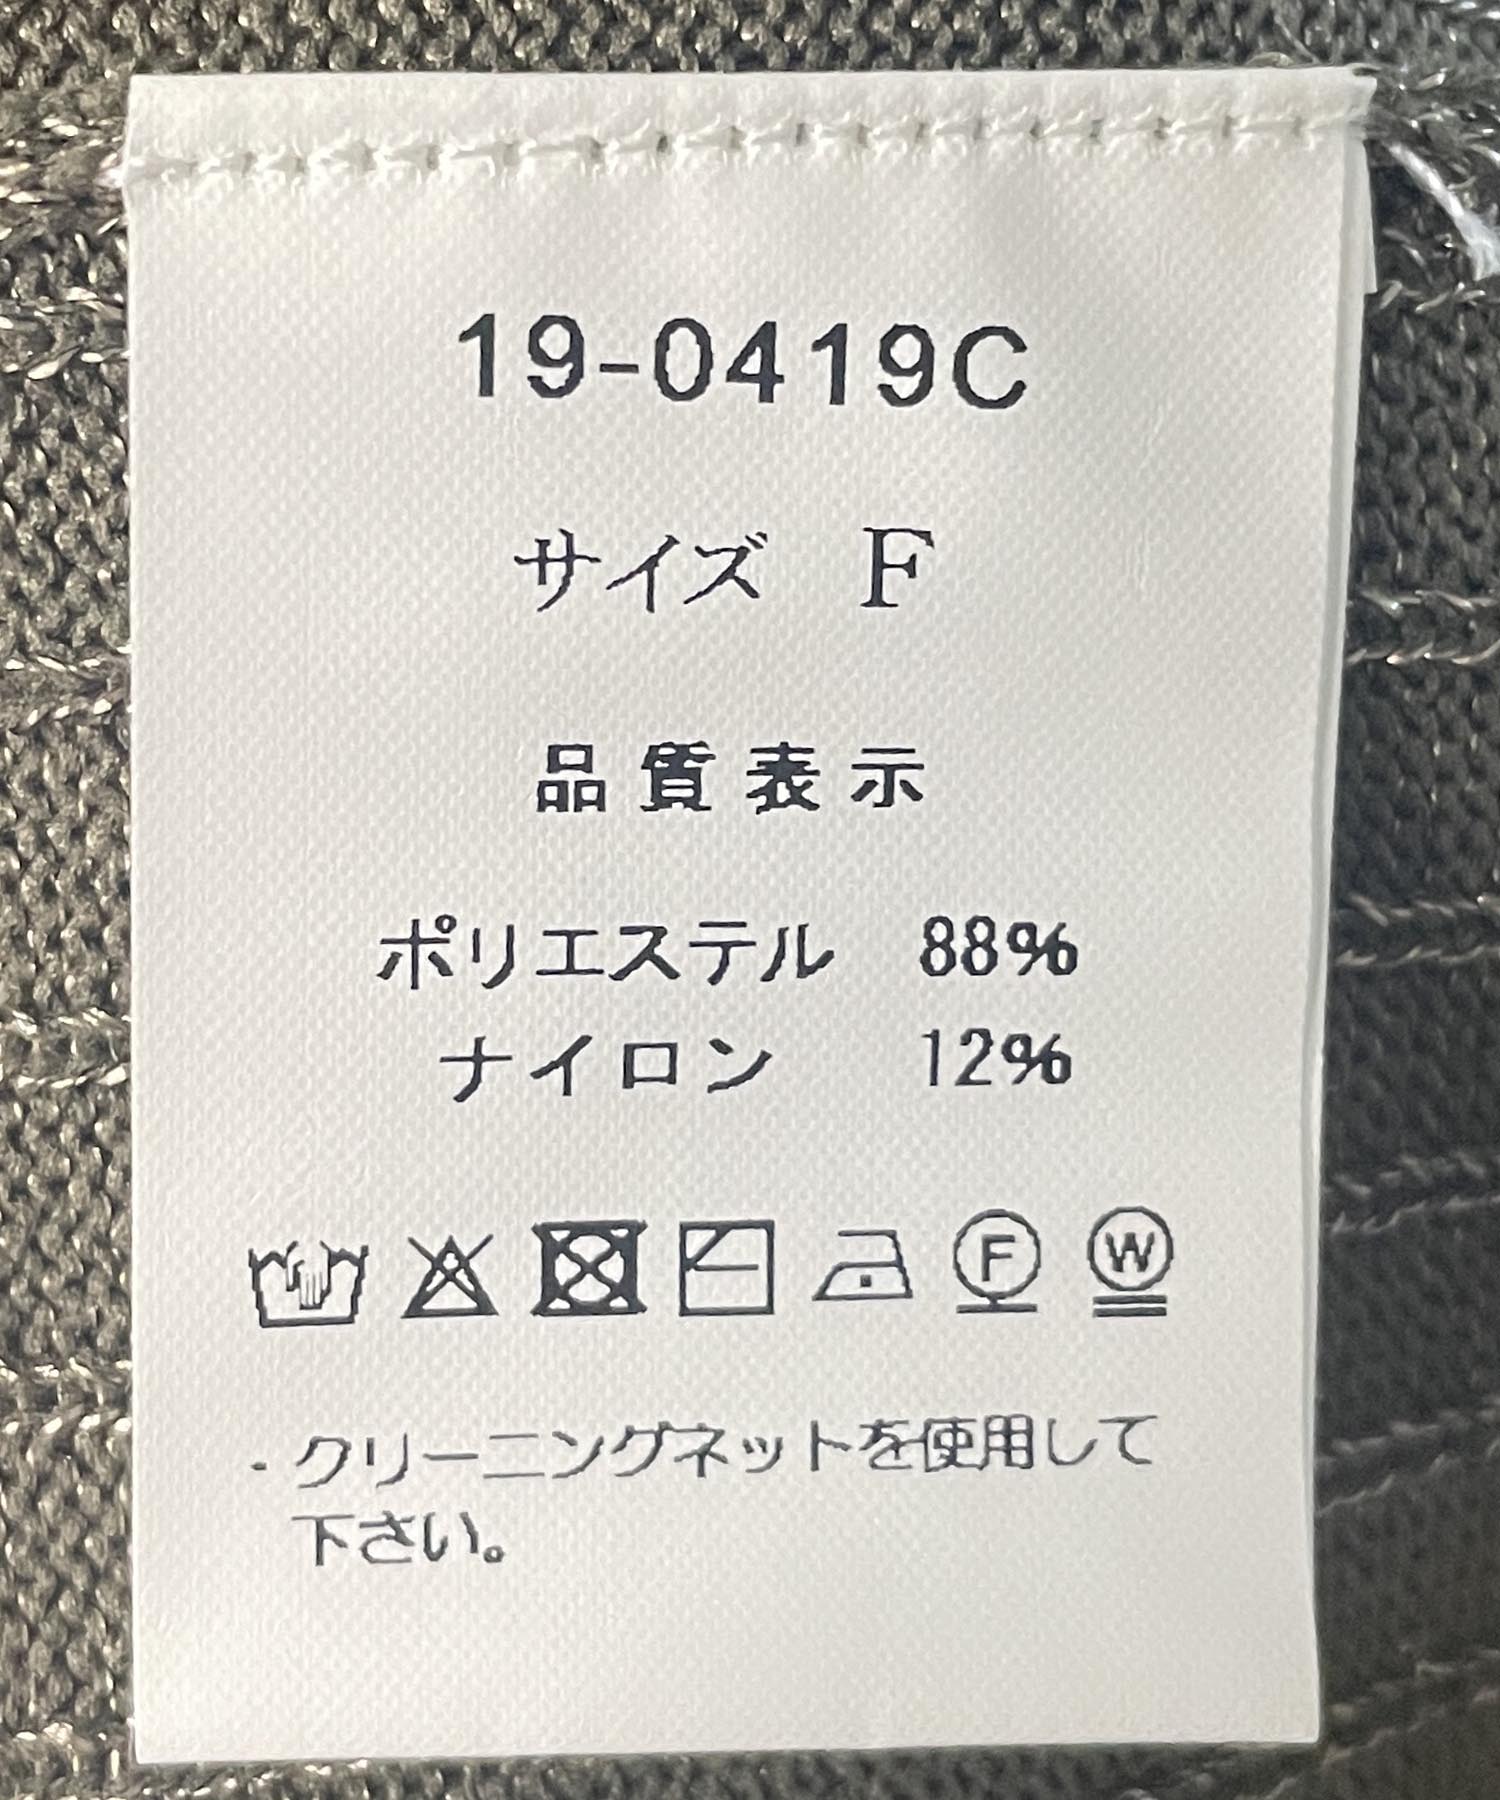 19-0419C
サイズ F
品質表示
ポリエステル 88%
ナイロン 12%
F W
・クリーニングネットを使用して
下さい。